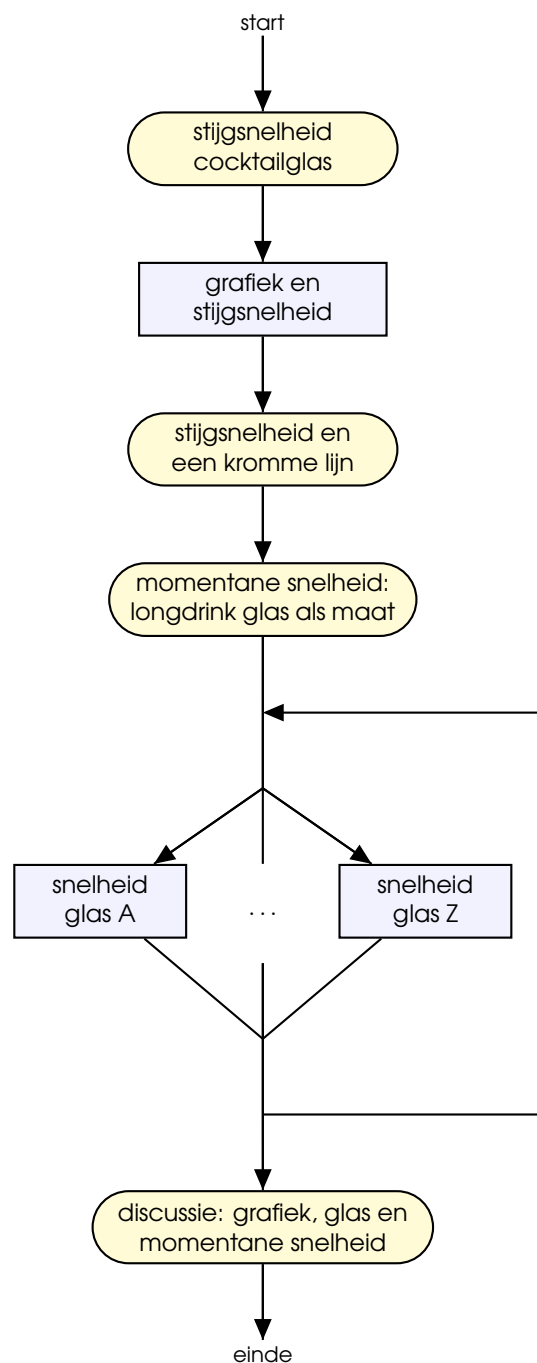 start
stijgsnelheid
cocktailglas
grafiek en
stijgsnelheid
stijgsnelheid en
een kromme lijn
momentane snelheid:
longdrink glas als maat
snelheid
glas A
...
snelheid
glas Z
discussie: grafiek, glas en
momentane snelheid
einde